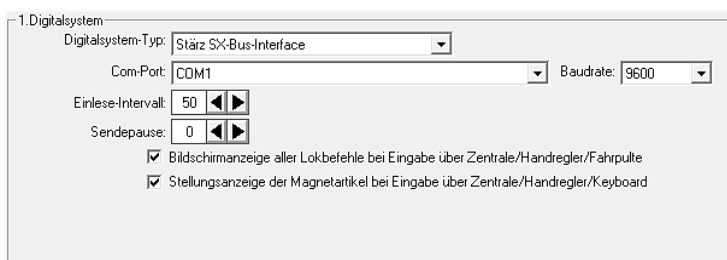 1.Digitalsystem
Digitalsystem-Typ: Stärz SX-Bus-Interface
Com-Port: COM1 Baudrate: 9600
Einlese-Intervall: 50
Sendepause: 0
Bildschirmanzeige aller Lokbefehle bei Eingabe über Zentrale/Handregler/Fahrpulte
Stellungsanzeige der Magnetartikel bei Eingabe über Zentrale/Handregler/Keyboard